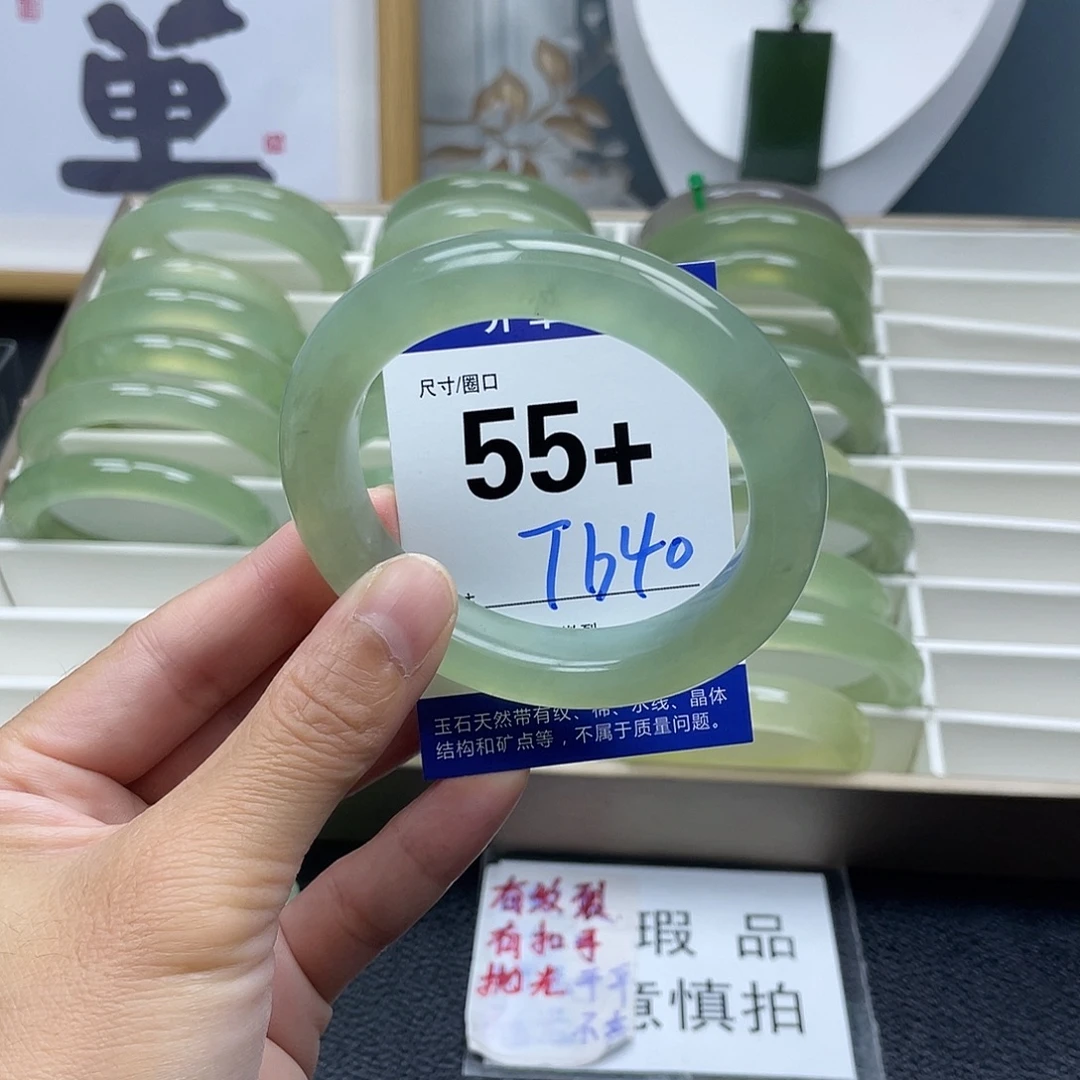 尺寸/圈口
55+
T640
玉石天然带有纹、棉、水线、晶体
结构和矿点等，不属于质量问题。
有纹裂
有扣手
抛光
瑕 品
慎拍